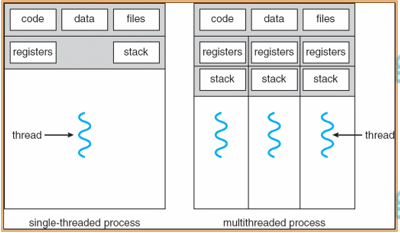 code data files
registers stack
thread
single-threaded process
code data files
registers registers registers
stack stack stack
thread
multithreaded process